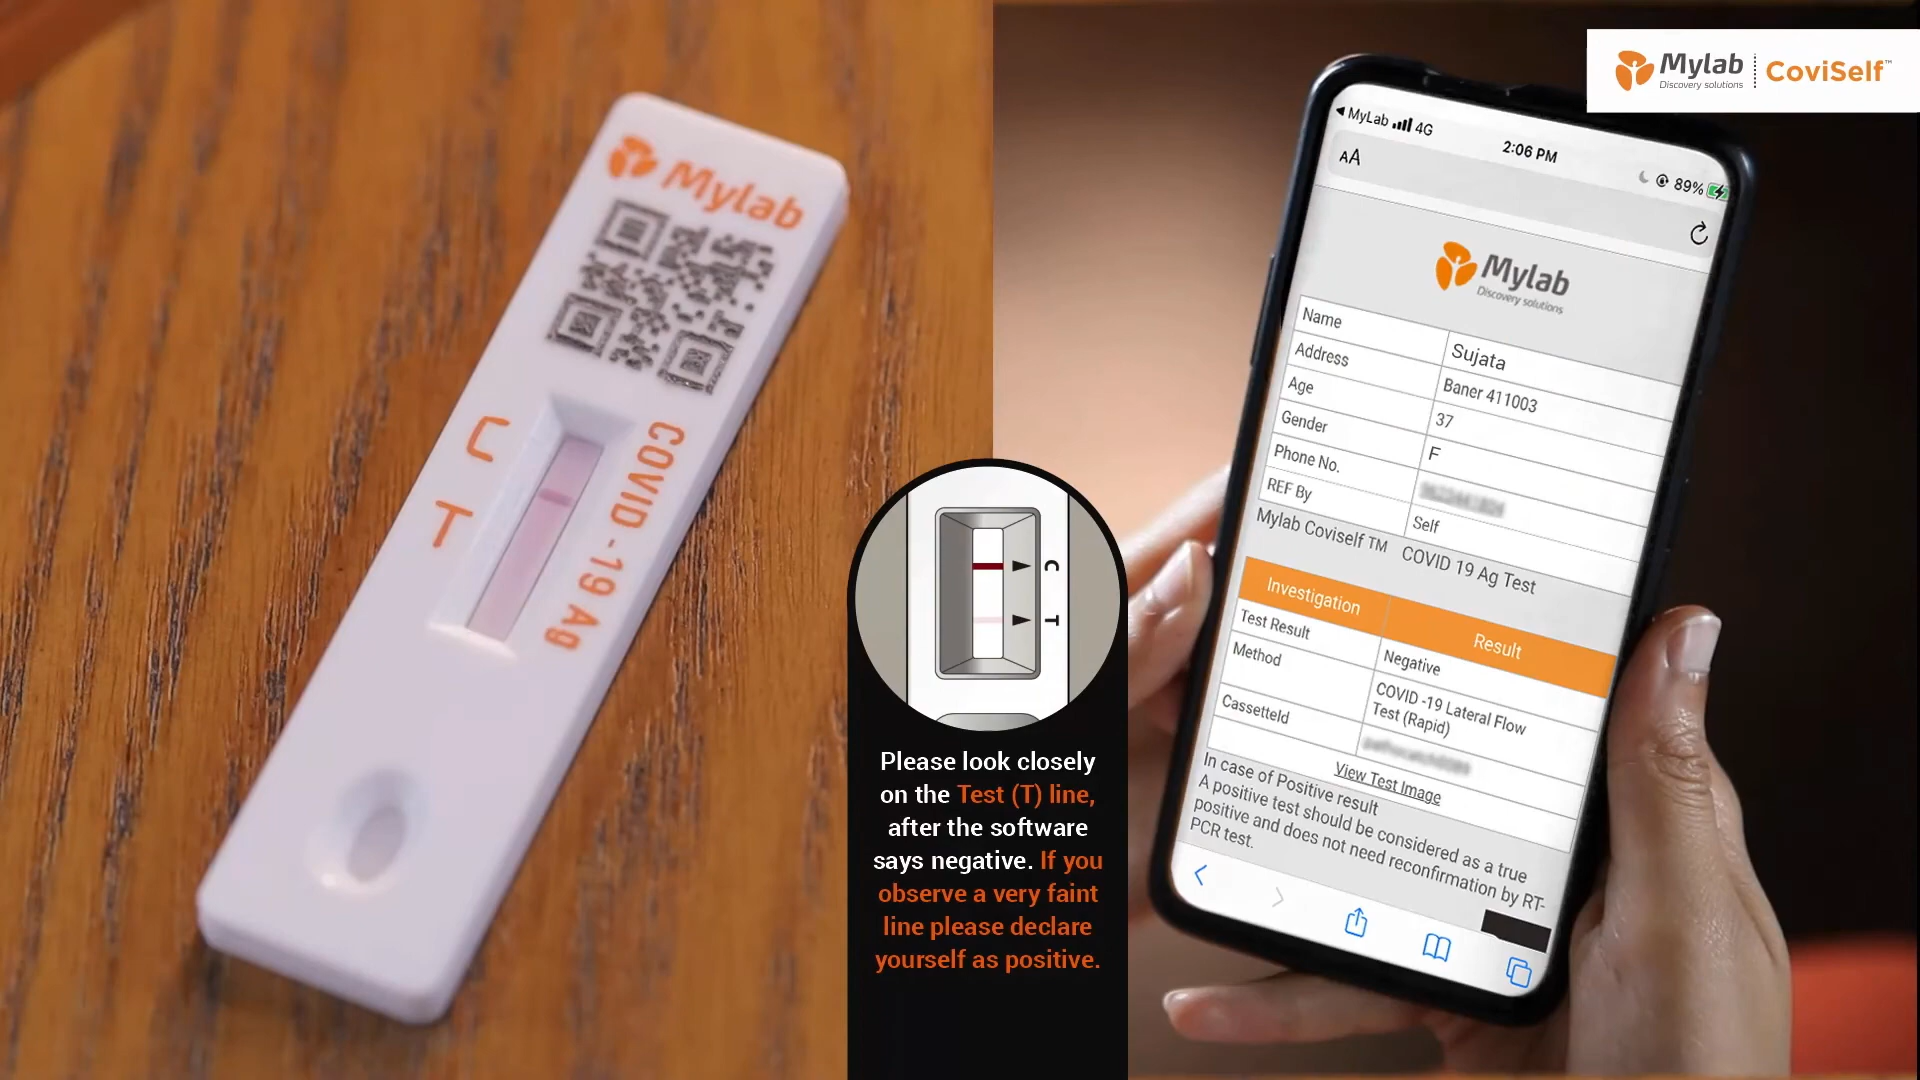 Mylab
C
T
COVID -19 Ag
C
T
Please look closely
on the Test (T) line,
after the software
says negative. If you
observe a very faint
line please declare
yourself as positive.
Mylab
Discovery solutions
CoviSelf™
MyLab 4G
2:06 PM
89%
AA
Mylab
Discovery solutions
Name Sujata
Address Baner 411003
Age 37
Gender F
Phone No.
REF By Self
Mylab Coviself TM COVID 19 Ag Test
Investigation Result
Test Result Negative
Method COVID -19 Lateral Flow
Test (Rapid)
CassetteId
View Test Image
In case of Positive result
A positive test should be considered as a true
positive and does not need reconfirmation by RT-
PCR test.